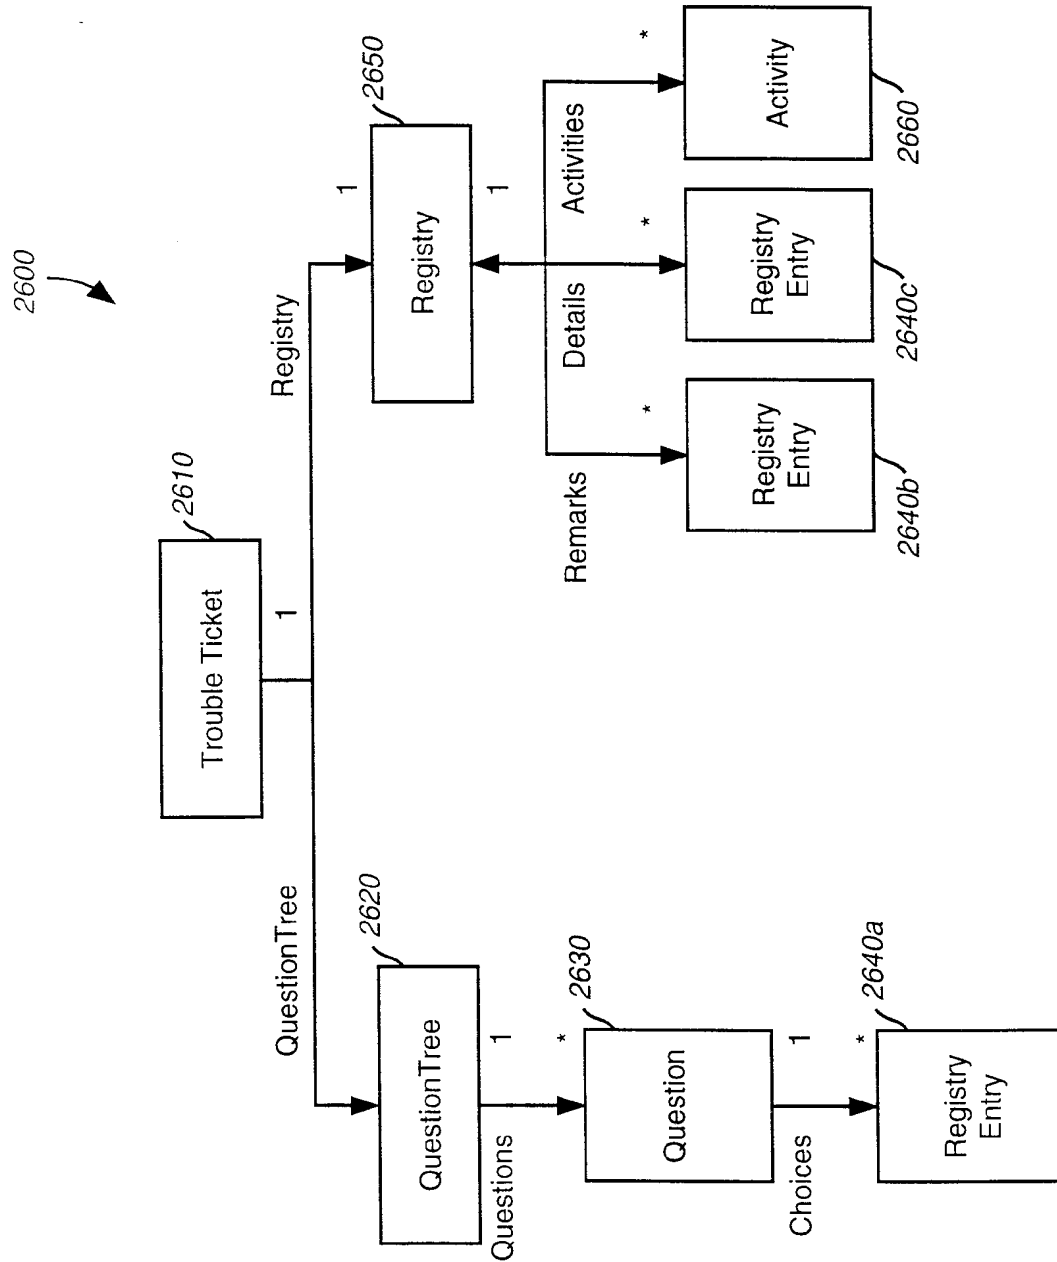 2600
Trouble Ticket
2610
1
QuestionTree
Registry
QuestionTree
2620
1
Questions
*
Question
2630
1
Choices
*
Registry
Entry
2640a
1
Registry
2650
1
Remarks
Details
Activities
*
*
*
Registry
Entry
2640b
Registry
Entry
2640c
Activity
2660